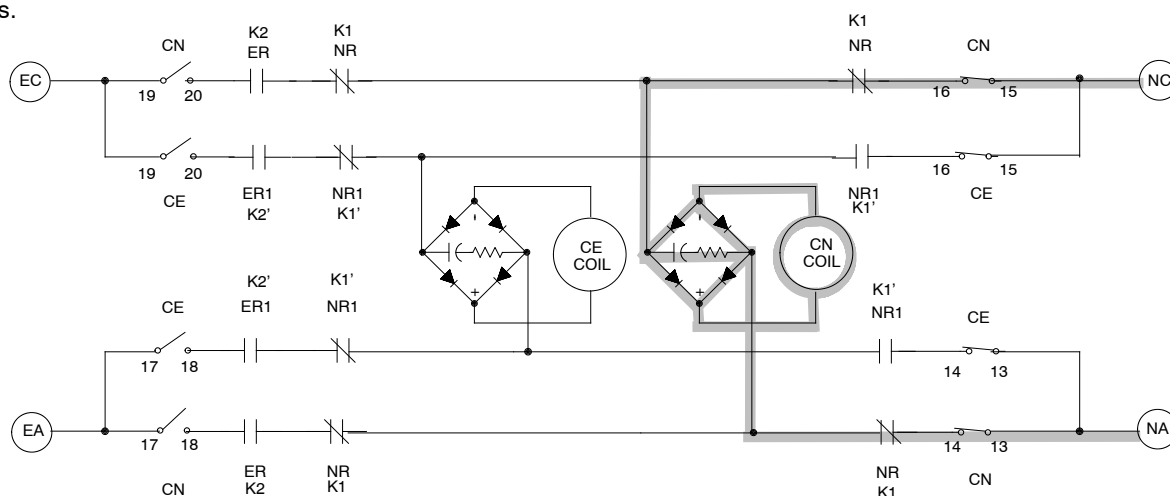 s.
CN
K2
ER
K1
NR
K1
NR
CN
EC
19
20
16
15
NC
19
20
16
15
CE
ER1
K2'
NR1
K1'
NR1
K1'
CE
-
-
CE
COIL
CN
COIL
+
+
CE
K2'
ER1
K1'
NR1
K1'
NR1
CE
17
18
14
13
EA
17
18
14
13
NA
CN
ER
K2
NR
K1
NR
K1
CN